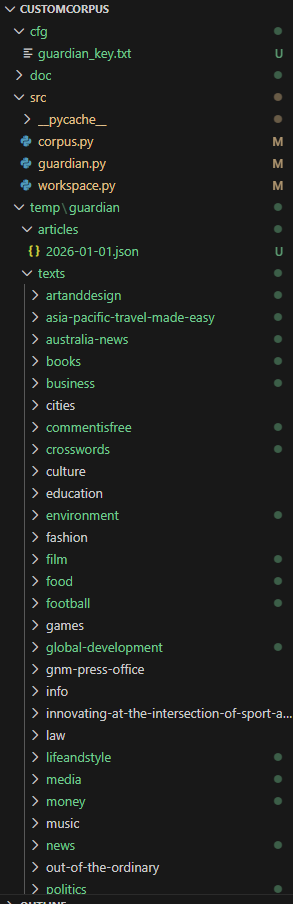 CUSTOMCORPUS
cfg
guardian_key.txt U
doc
src
__pycache__
corpus.py M
guardian.py M
workspace.py M
temp\guardian
articles
{} 2026-01-01.json U
texts
artanddesign
asia-pacific-travel-made-easy
australia-news
books
business
cities
commentisfree
crosswords
culture
education
environment
fashion
film
food
football
games
global-development
gnm-press-office
info
innovating-at-the-intersection-of-sport-a...
law
lifeandstyle
media
money
music
news
out-of-the-ordinary
politics
OUTLINE